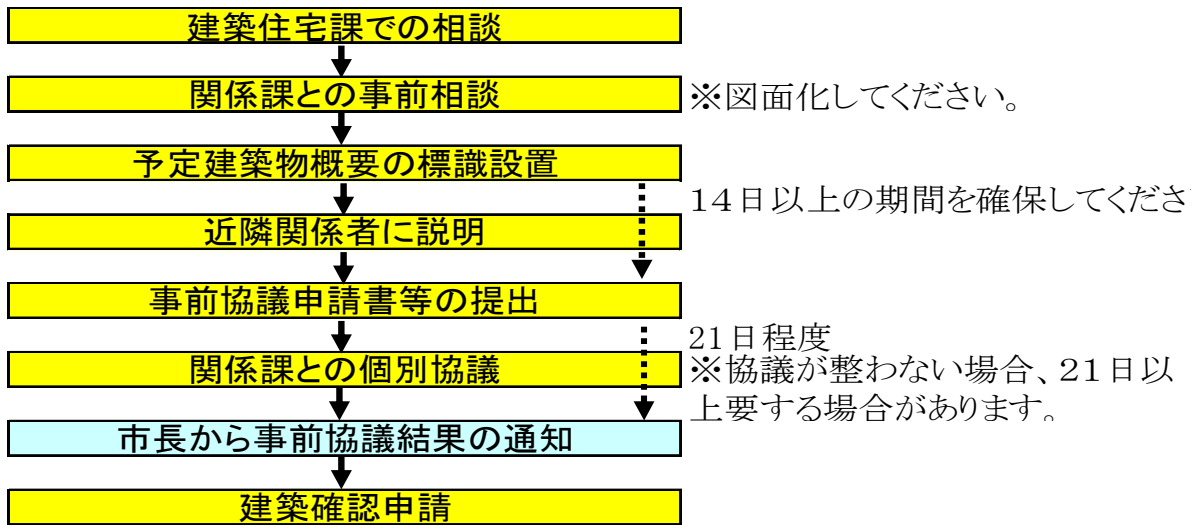 建築住宅課での相談
関係課との事前相談
※図面化してください。
予定建築物概要の標識設置
14日以上の期間を確保してくださ
近隣関係者に説明
事前協議申請書等の提出
21日程度
関係課との個別協議
※協議が整わない場合、21日以
上要する場合があります。
市長から事前協議結果の通知
建築確認申請